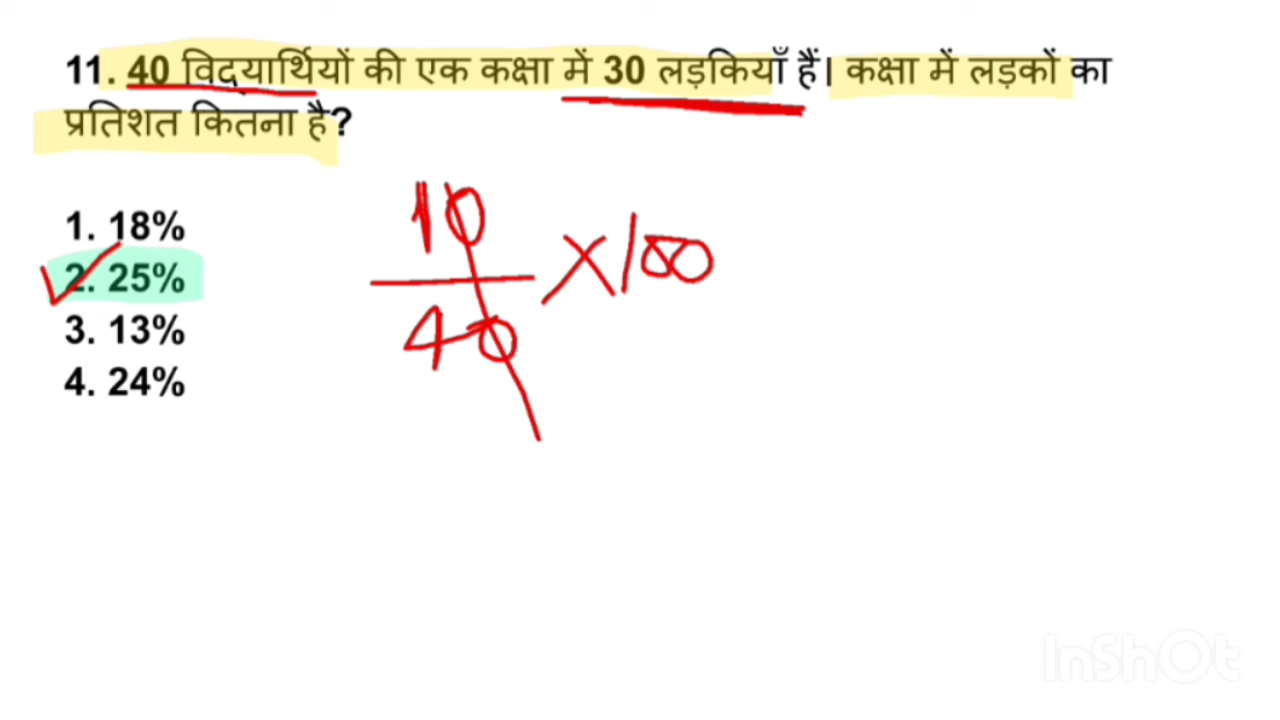 11. 40 विद्यार्थियों की एक कक्षा में 30 लड़कियाँ हैं। कक्षा में लड़कों का
प्रतिशत कितना है?
1. 18%
2. 25%
3. 13%
4. 24%
10
40
X100
InShOt